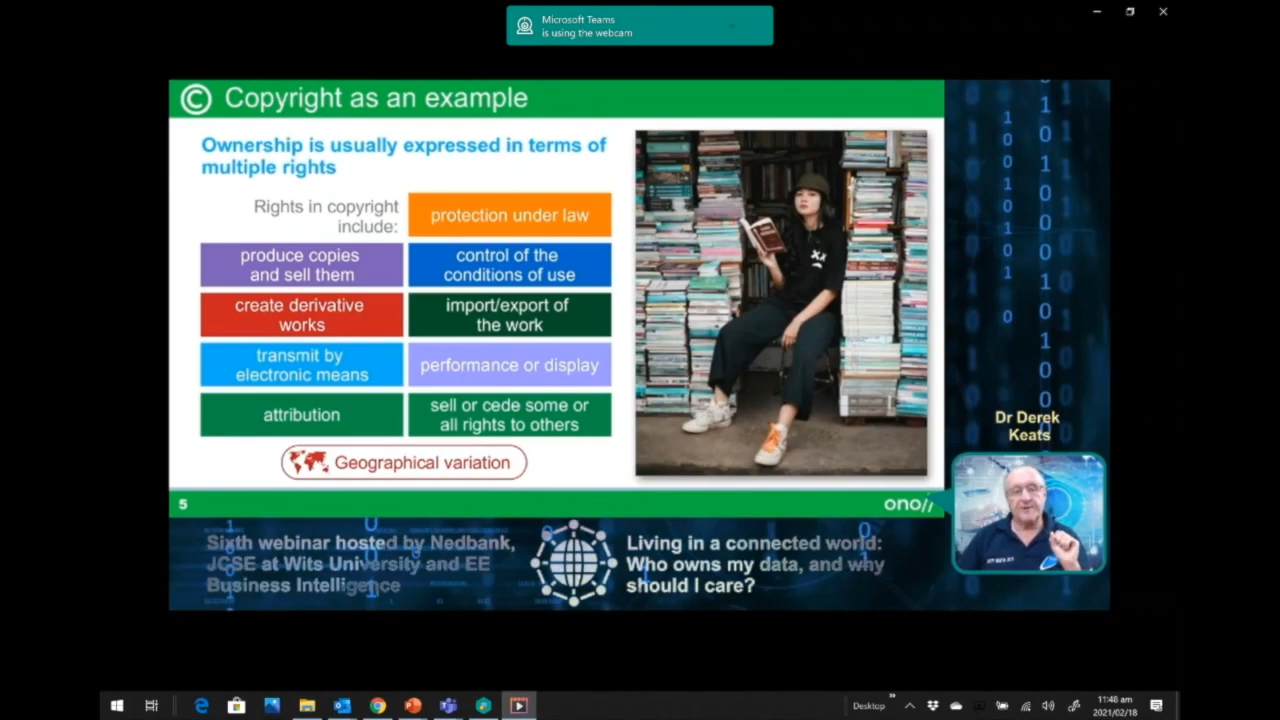 Microsoft Teams
is using the webcam
© Copyright as an example
Ownership is usually expressed in terms of
multiple rights
Rights in copyright
include:
protection under law
produce copies
and sell them
control of the
conditions of use
create derivative
works
import/export of
the work
transmit by
electronic means
performance or display
attribution
sell or cede some or
all rights to others
Geographical variation
5
ono//
Dr Derek
Keats
Sixth webinar hosted by Nedbank,
JCSE at Wits University and EE
Business Intelligence
Living in a connected world:
Who owns my data, and why
should I care?
Desktop
11:48 am
2021/02/18